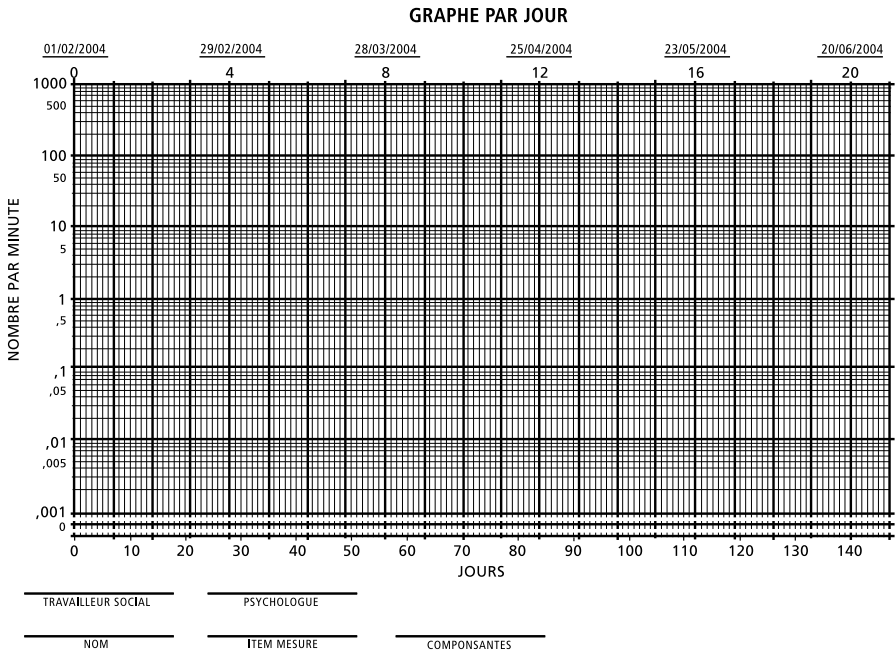 GRAPHE PAR JOUR
01/02/2004 29/02/2004 28/03/2004 25/04/2004 23/05/2004 20/06/2004
0 4 8 12 16 20
1000
500
100
50
10
5
1
,5
,1
,05
,01
,005
,001
0
NOMBRE PAR MINUTE
0 10 20 30 40 50 60 70 80 90 100 110 120 130 140
JOURS
TRAVAILLEUR SOCIAL PSYCHOLOGUE
NOM ITEM MESURE COMPONSANTES